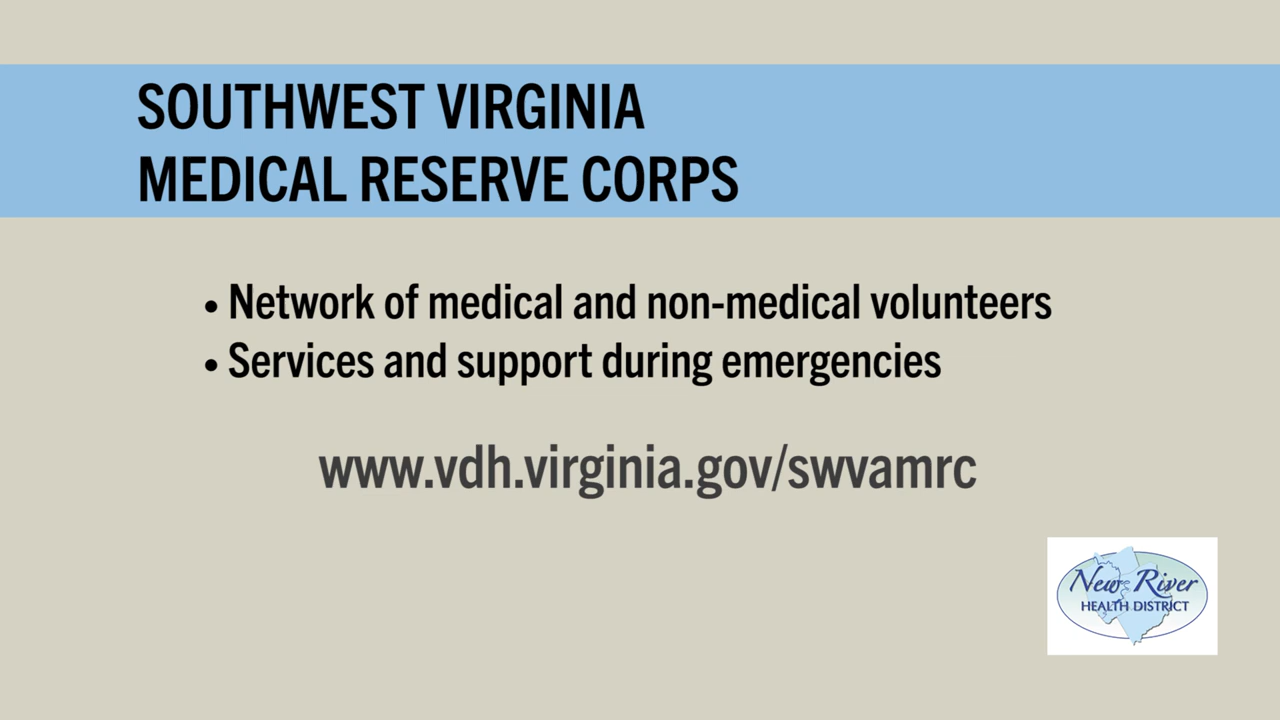 SOUTHWEST VIRGINIA
MEDICAL RESERVE CORPS
• Network of medical and non-medical volunteers
• Services and support during emergencies
www.vdh.virginia.gov/swvamrc
New River
HEALTH DISTRICT